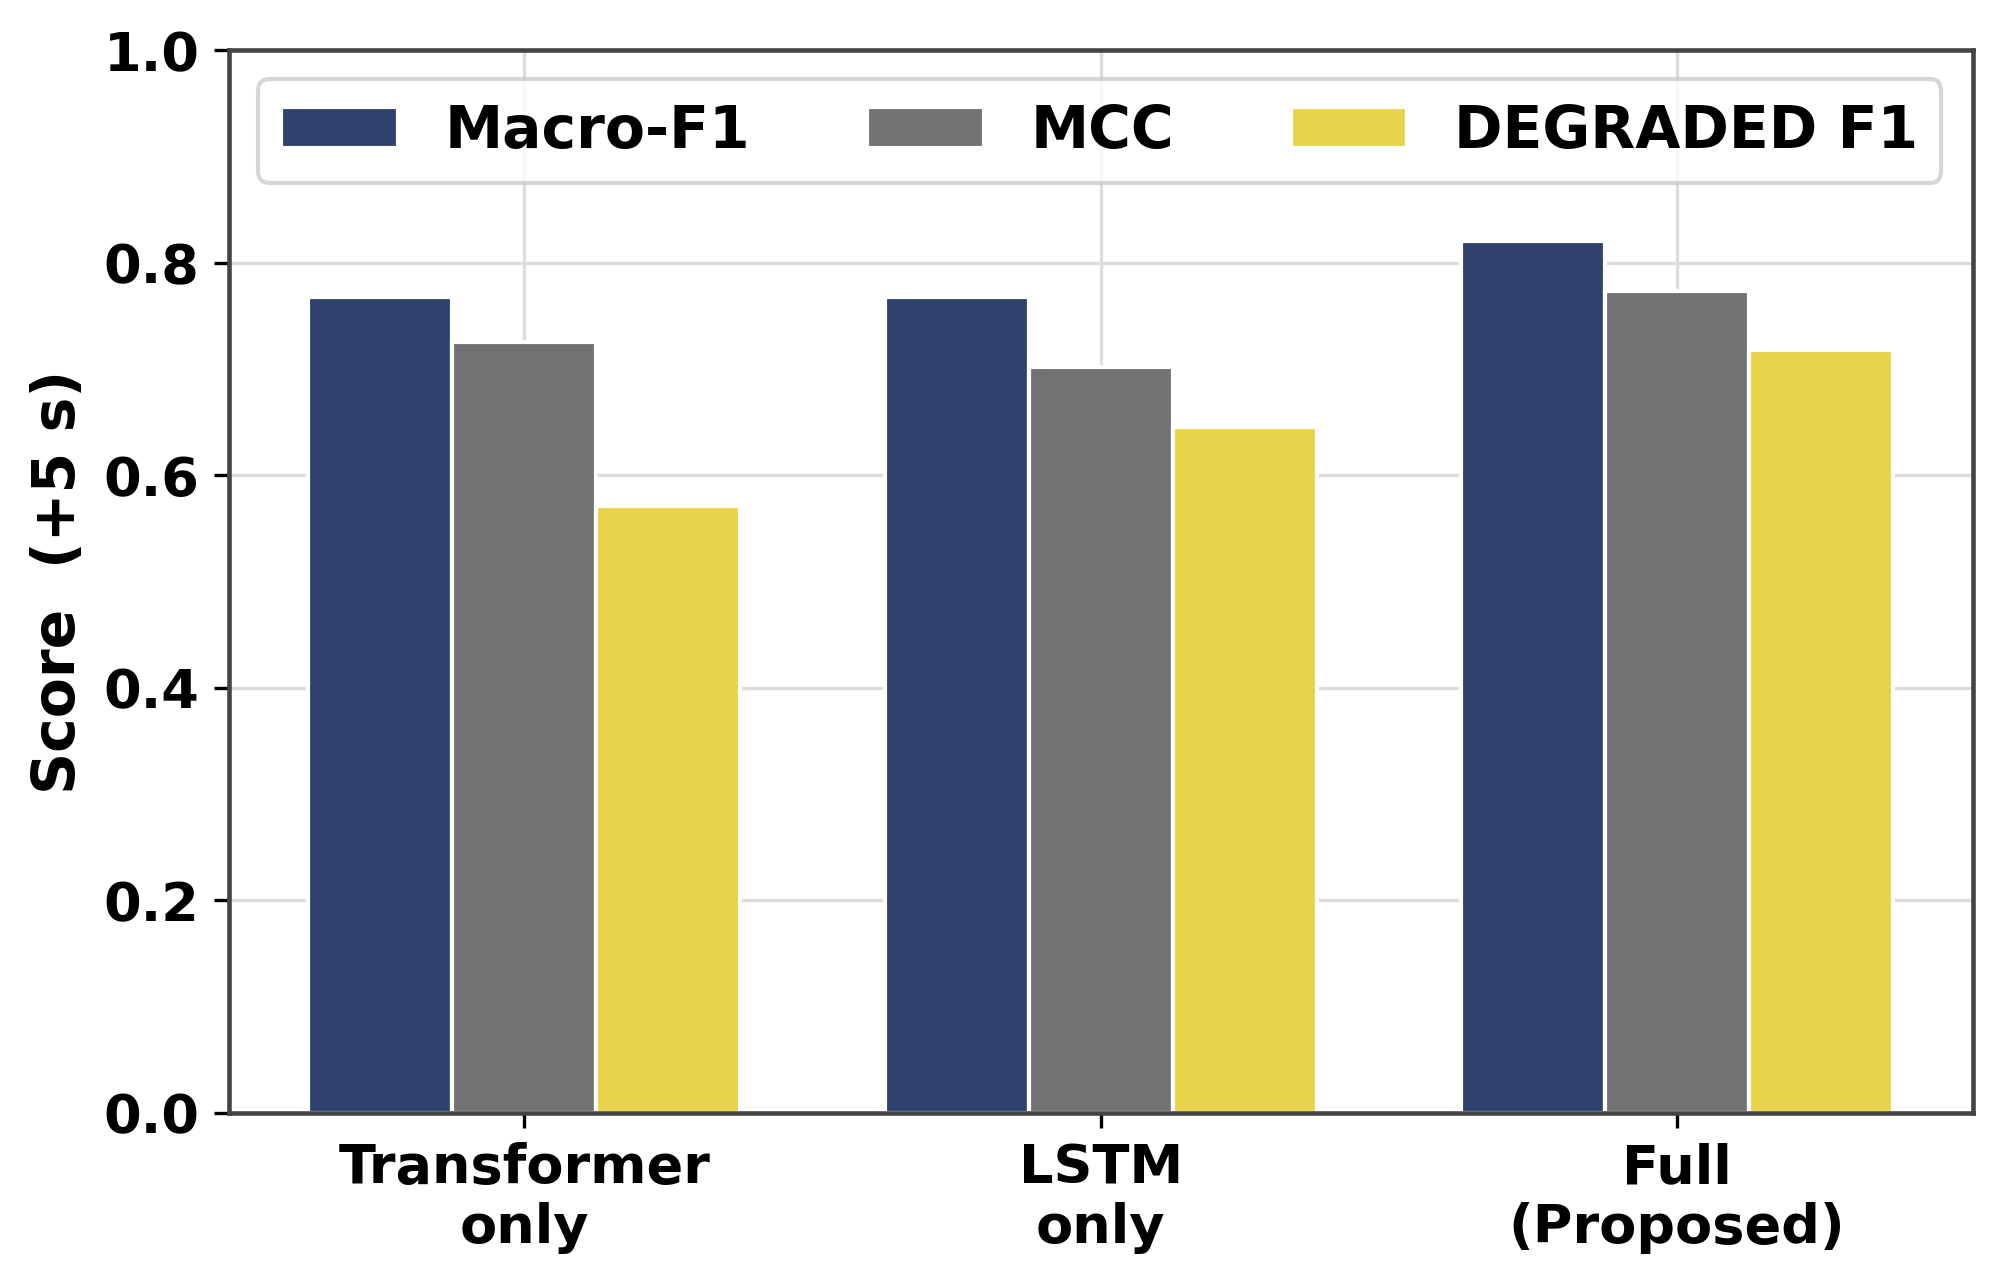 1.0
0.8
0.6
0.4
0.2
0.0
Score (+5 s)
Macro-F1 MCC DEGRADED F1
Transformer
only
LSTM
only
Full
(Proposed)